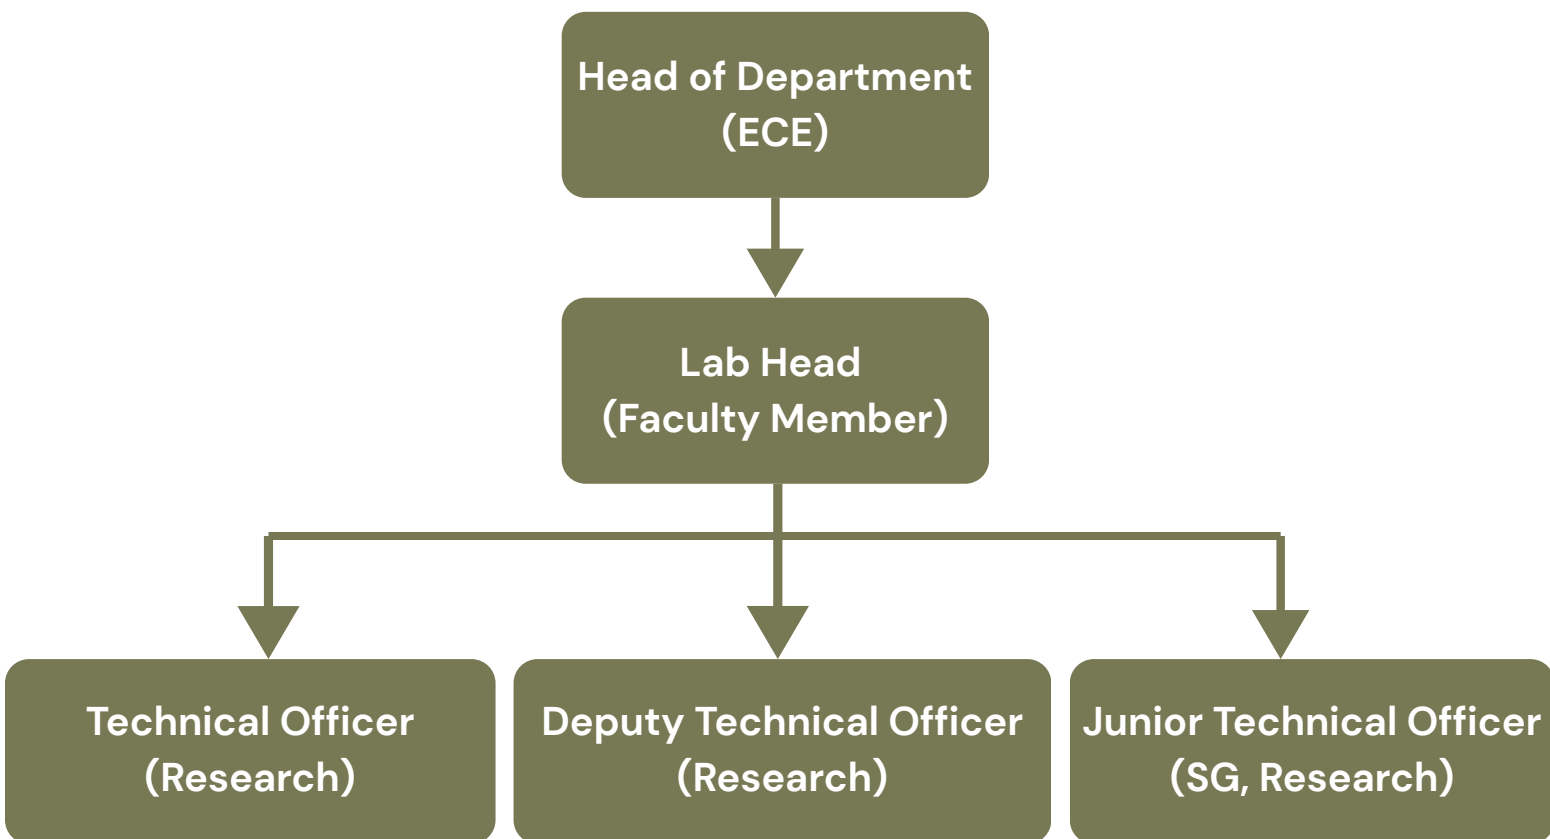 Head of Department
(ECE)
Lab Head
(Faculty Member)
Technical Officer
(Research)
Deputy Technical Officer
(Research)
Junior Technical Officer
(SG, Research)